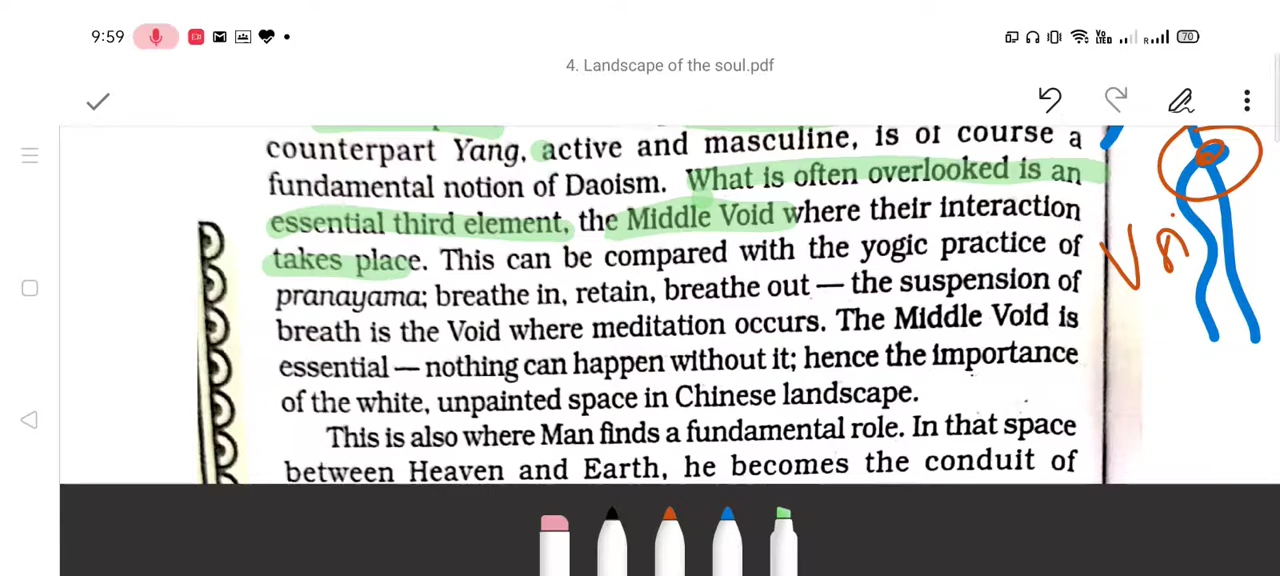 9:59
Vo
LTED
R
70
4. Landscape of the soul.pdf
counterpart Yang, active and masculine, is of course a
fundamental notion of Daoism. What is often overlooked is an
essential third element, the Middle Void where their interaction
takes place. This can be compared with the yogic practice of
pranayama; breathe in, retain, breathe out — the suspension of
breath is the Void where meditation occurs. The Middle Void is
essential — nothing can happen without it; hence the importance
of the white, unpainted space in Chinese landscape.
This is also where Man finds a fundamental role. In that space
between Heaven and Earth, he becomes the conduit of